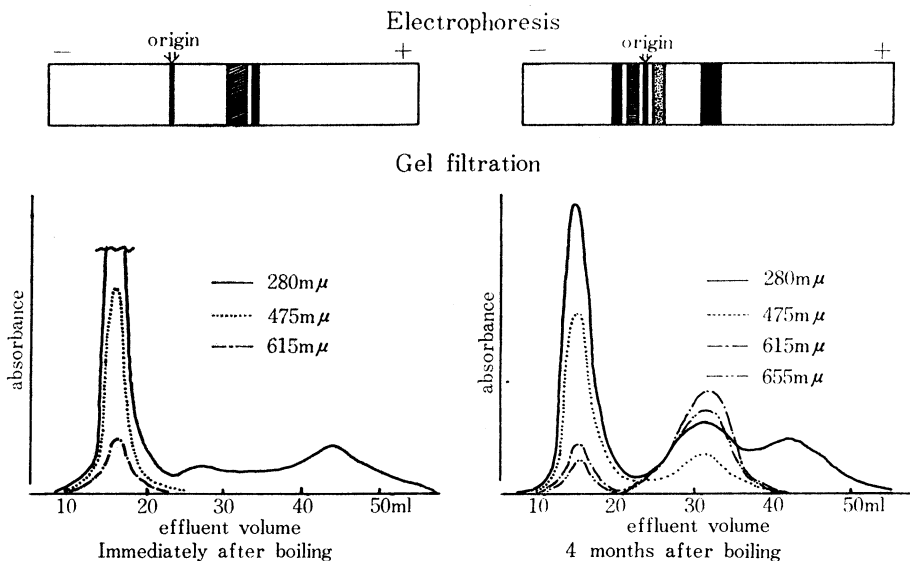 Electrophoresis
− origin +
− origin +
Gel filtration
absorbance
280mμ
475mμ
615mμ
10 20 30 40 50ml
effluent volume
Immediately after boiling
absorbance
280mμ
475mμ
615mμ
655mμ
10 20 30 40 50ml
effluent volume
4 months after boiling